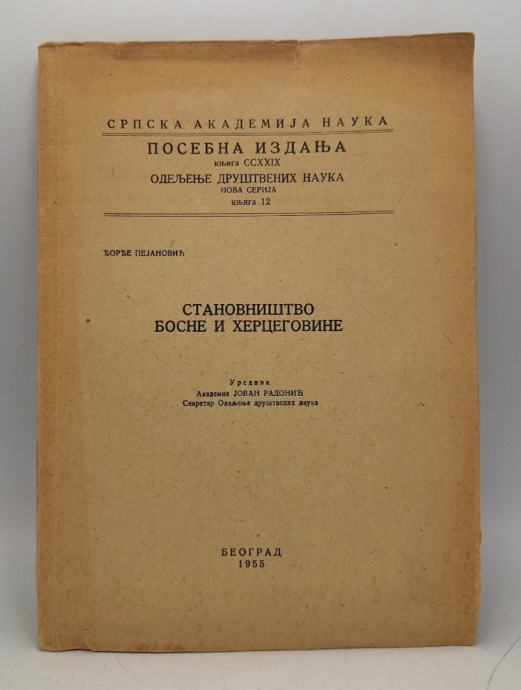 СРПСКА АКАДЕМИЈА НАУКА
ПОСЕБНА ИЗДАЊА
књига CCXXIX
ОДЕЉЕЊЕ ДРУШТВЕНИХ НАУКА
НОВА СЕРИЈА
књига 12
ЂОРЂЕ ПЕЈАНОВИЋ
СТАНОВНИШТВО
БОСНЕ И ХЕРЦЕГОВИНЕ
Уредник
Академик ЈОВАН РАДОНИЋ
Секретар Одељења друштвених наука
БЕОГРАД
1955